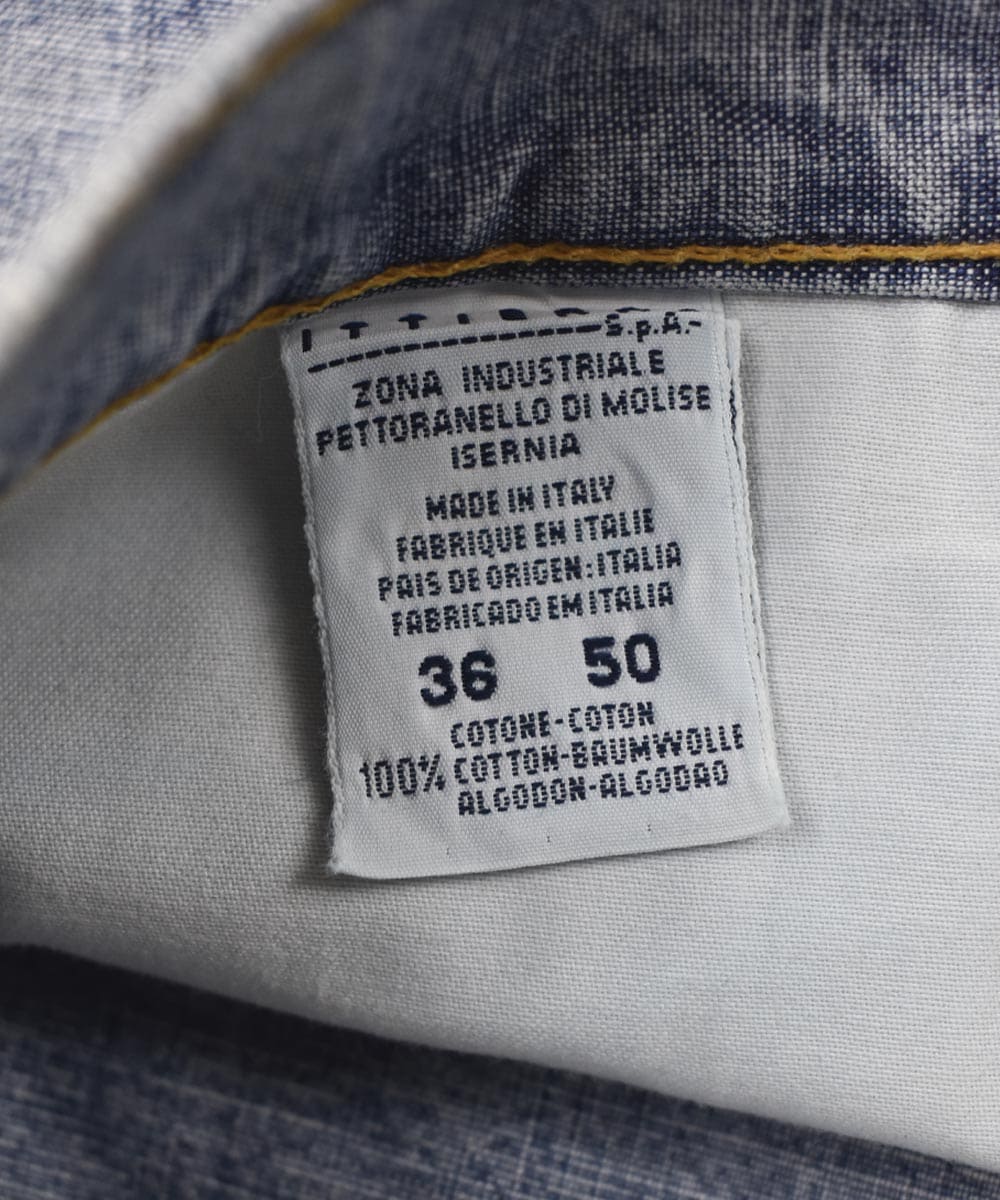 S.p.A.-
ZONA INDUSTRIALE
PETTORANELLO DI MOLISE
ISERNIA
MADE IN ITALY
FABRIQUE EN ITALIE
PAIS DE ORIGEN: ITALIA
FABRICADO EM ITALIA
36 50
COTONE-COTON
100% COTTON-BAUMWOLLE
ALGODON-ALGODAO